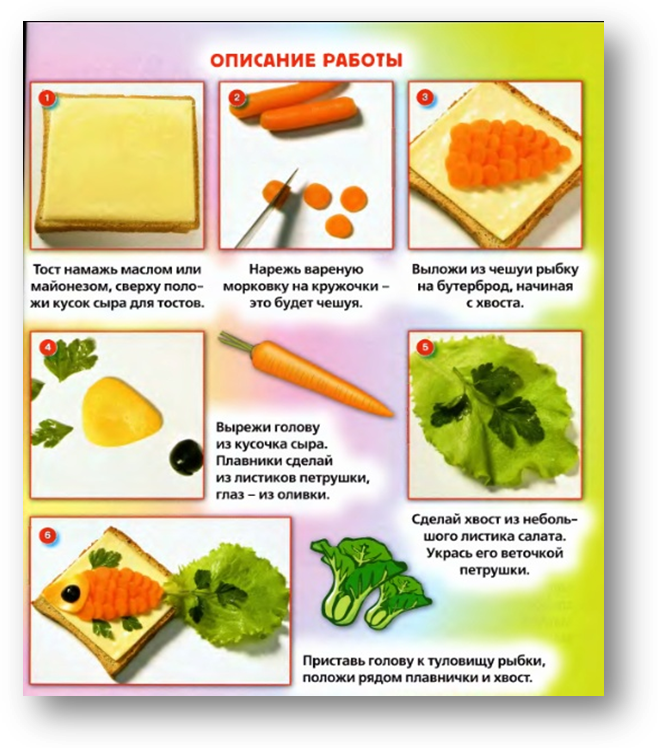 ОПИСАНИЕ РАБОТЫ
1
Тост намажь маслом или
майонезом, сверху поло-
жи кусок сыра для тостов.
2
Нарежь вареную
морковку на кружочки –
это будет чешуя.
3
Выложи из чешуи рыбку
на бутерброд, начиная
с хвоста.
4
Вырежи голову
из кусочка сыра.
Плавники сделай
из листиков петрушки,
глаз – из оливки.
5
Сделай хвост из неболь-
шого листика салата.
Укрась его веточкой
петрушки.
6
Приставь голову к туловищу рыбки,
положи рядом плавнички и хвост.